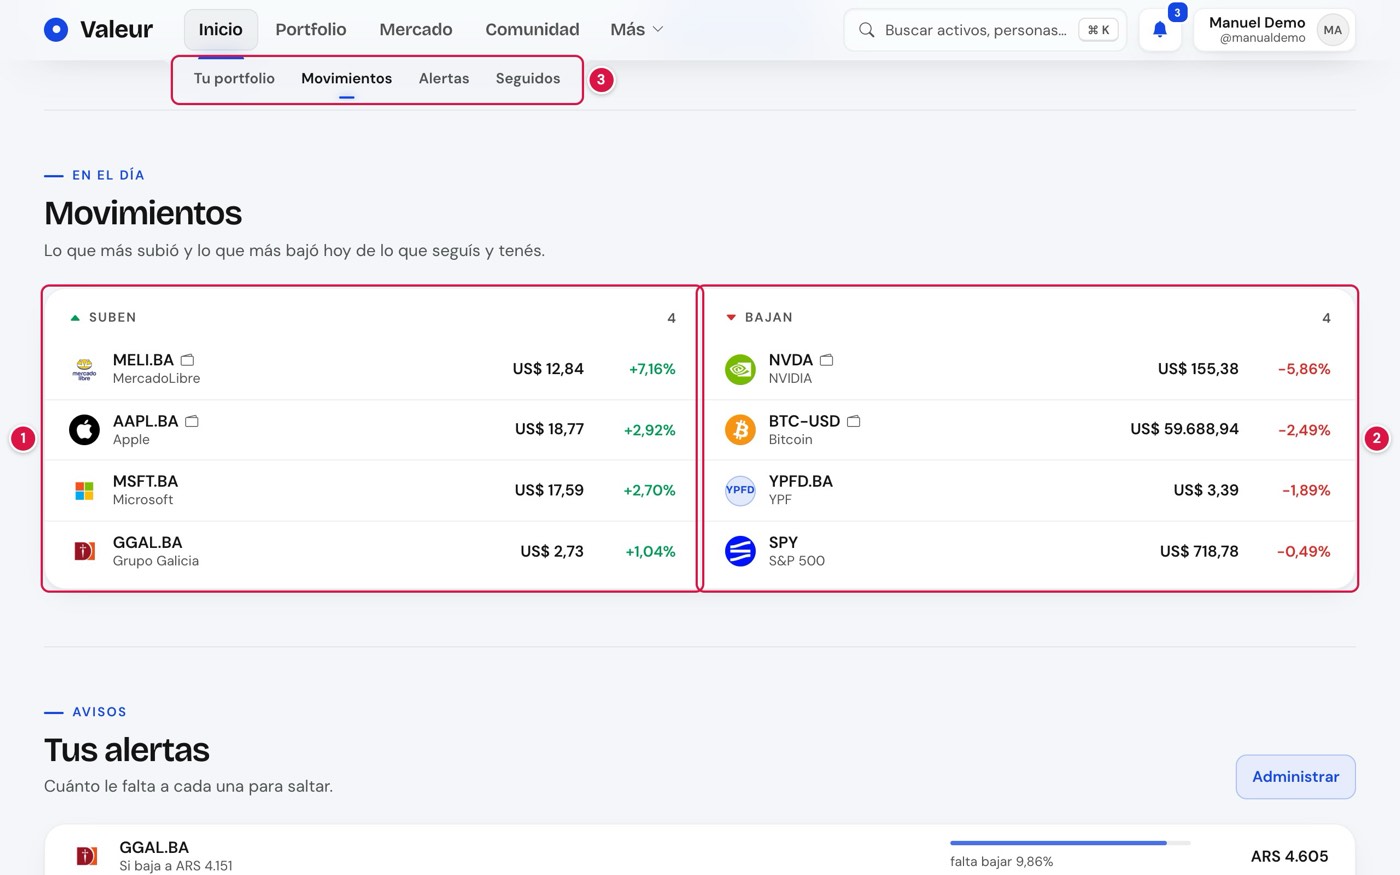 Valeur
Inicio
Portfolio
Mercado
Comunidad
Más
Buscar activos, personas...
⌘ K
3
Manuel Demo
@manualdemo
MA
Tu portfolio
Movimientos
Alertas
Seguidos
3
EN EL DÍA
Movimientos
Lo que más subió y lo que más bajó hoy de lo que seguís y tenés.
SUBEN 4
mercado
libre
MELI.BA
MercadoLibre
US$ 12,84 +7,16%
AAPL.BA
Apple
US$ 18,77 +2,92%
MSFT.BA
Microsoft
US$ 17,59 +2,70%
GGAL.BA
Grupo Galicia
US$ 2,73 +1,04%
1
BAJAN 4
NVDA
NVIDIA
US$ 155,38 -5,86%
BTC-USD
Bitcoin
US$ 59.688,94 -2,49%
YPFD
YPFD.BA
YPF
US$ 3,39 -1,89%
SPY
S&P 500
US$ 718,78 -0,49%
2
AVISOS
Tus alertas
Cuánto le falta a cada una para saltar.
Administrar
GGAL.BA
Si baja a ARS 4.151
falta bajar 9,86%
ARS 4.605